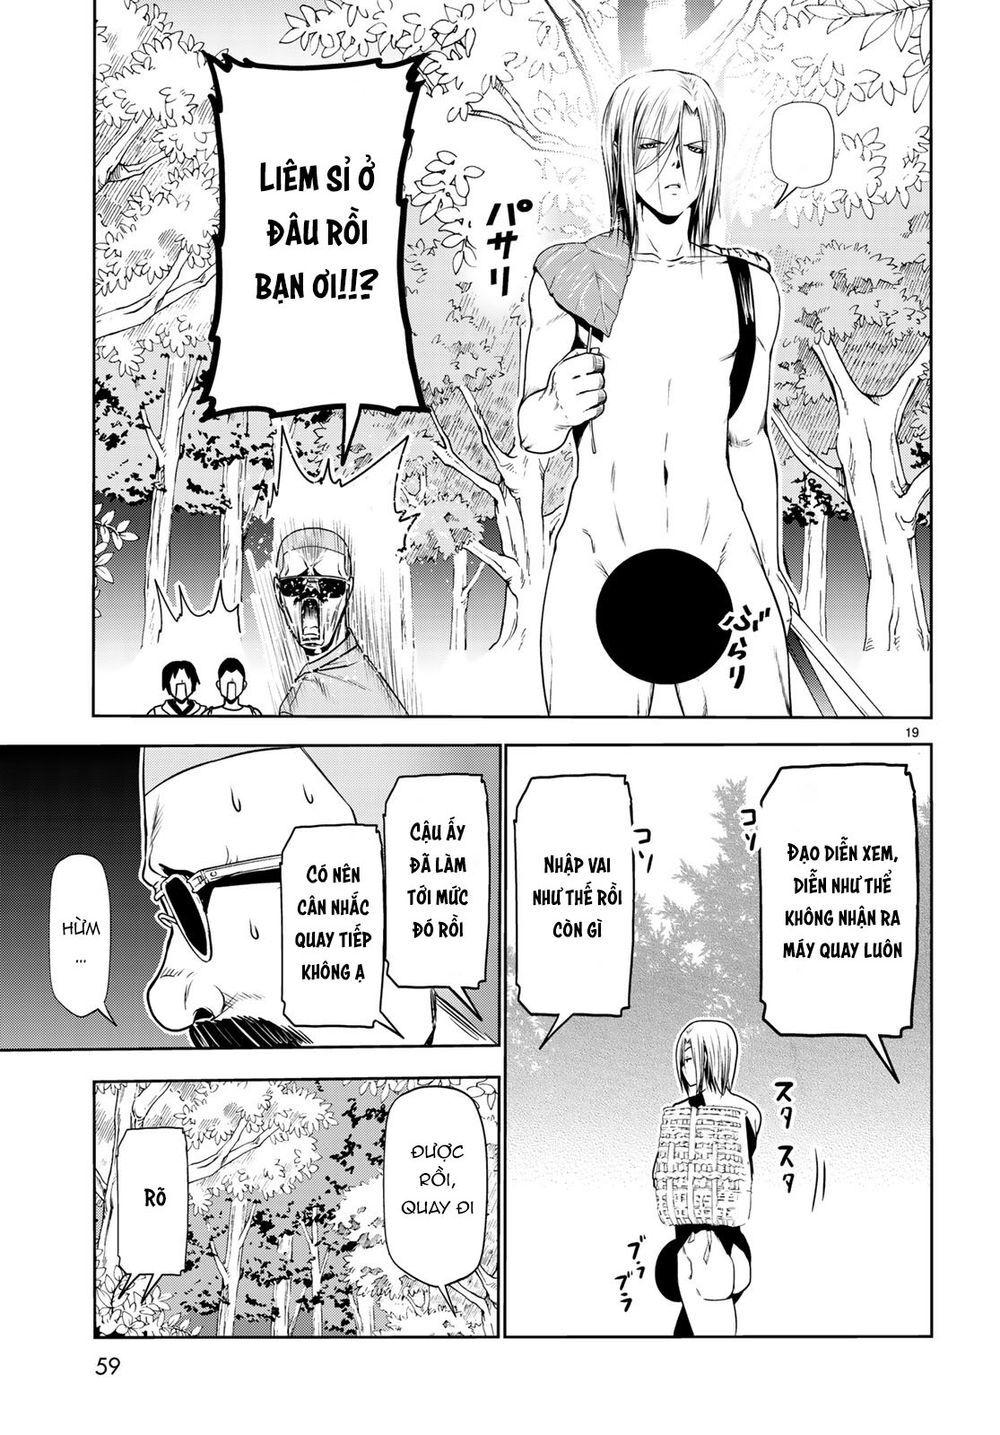 LIÊM SỈ Ở
ĐÂU RỒI
BẠN ƠI!!!?
パサリ
ぶらり
19
ĐẠO DIỄN XEM,
DIỄN NHƯ THỂ
KHÔNG NHẬN RA
MÁY QUAY LUÔN
コソ
NHẬP VAI
NHƯ THẾ RỒI
CÒN GÌ
コソ
スタ
スタ
ブラ
ブラ
CẬU ẤY
ĐÃ LÀM
TỚI MỨC
ĐÓ RỒI
CÓ NÊN
CÂN NHẮC
QUAY TIẾP
KHÔNG Ạ
HỪM
...
ĐƯỢC
RỒI,
QUAY ĐI
RÕ
59